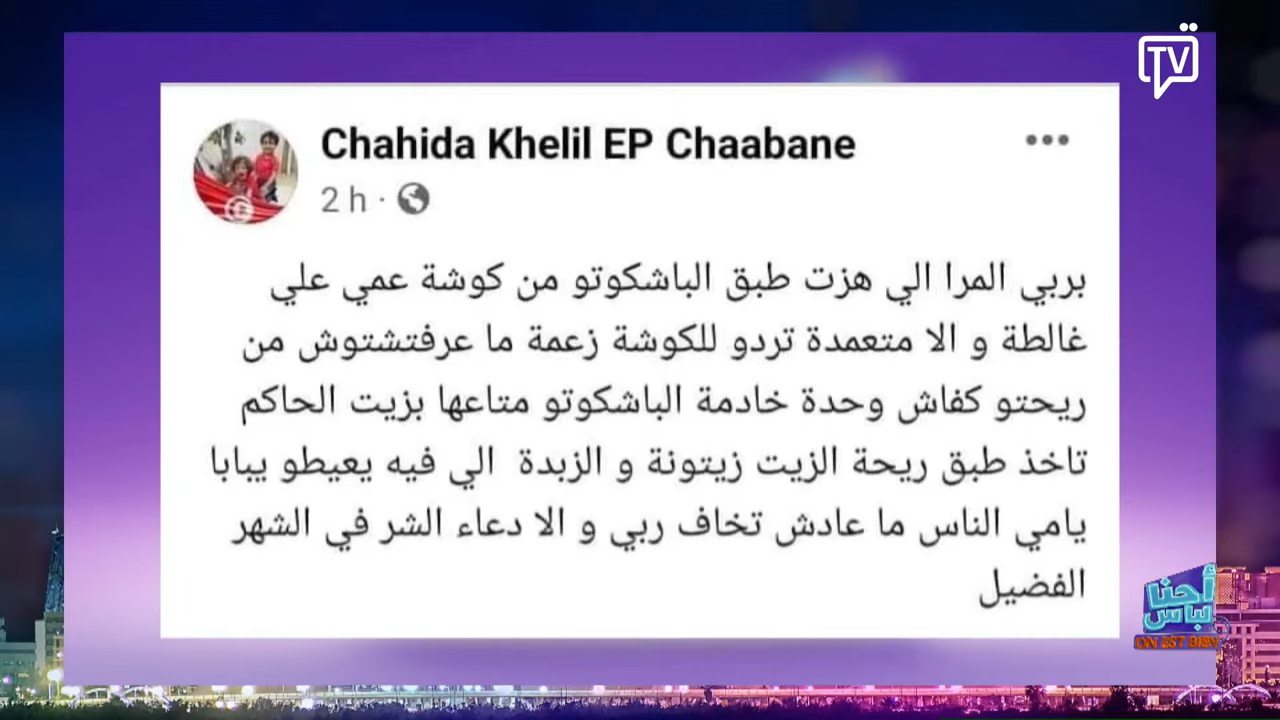 TV
Chahida Khelil EP Chaabane
2 h ·
بربي المرا الي هزت طبق الباشكوتو من كوشة عمي علي
غالطة و الا متعمدة تردو للكوشة زعمة ما عرفتشتوش من
ريحتو كفاش وحدة خادمة الباشكوتو متاعها بزيت الحاكم
تاخذ طبق ريحة الزيت زيتونة و الزبدة الي فيه يعيطو يبابا
يامي الناس ما عادش تخاف ربي و الا دعاء الشر في الشهر
الفضيل
أحنا
لباس
ON EST BIEN